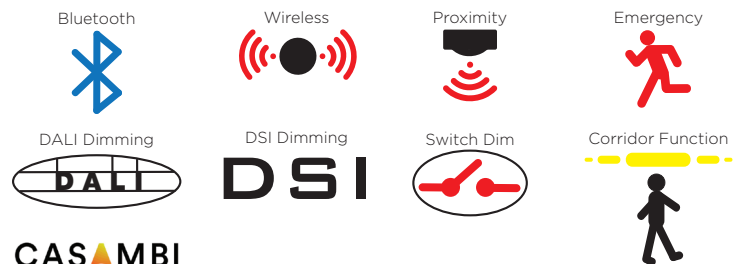 Bluetooth
Wireless
Proximity
Emergency
DALI Dimming
DSI Dimming
Switch Dim
Corridor Function
DALI
DSI
CASAMBI